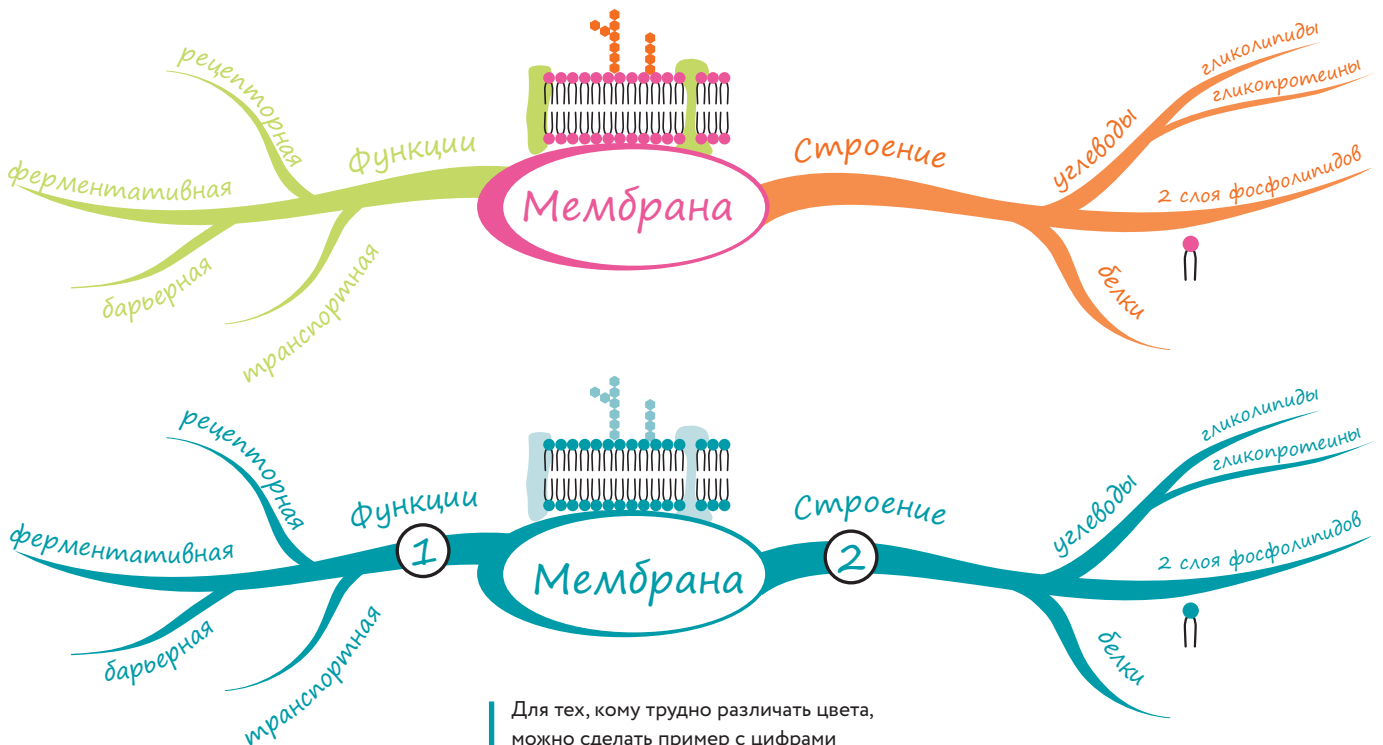 рецепторная
ферментативная
Функции
барьерная
транспортная
Мембрана
Строение
углеводы
гликолипиды
гликопротеины
2 слоя фосфолипидов
белки
рецепторная
ферментативная
Функции
1
барьерная
транспортная
Мембрана
Строение
2
углеводы
гликолипиды
гликопротеины
2 слоя фосфолипидов
белки
Для тех, кому трудно различать цвета,
можно сделать пример с цифрами